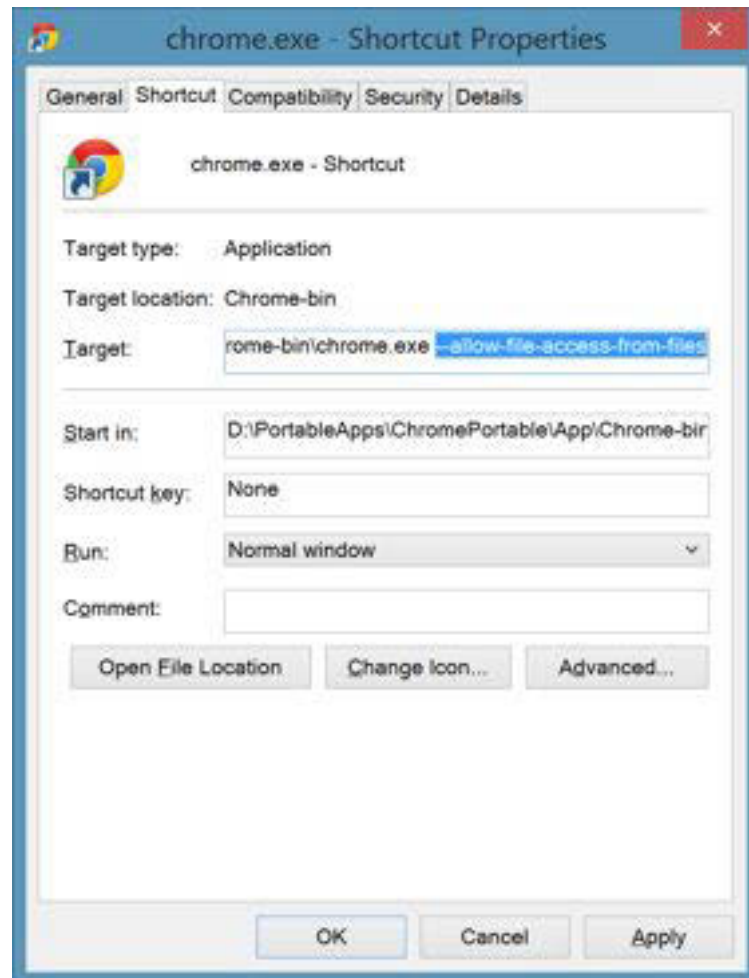 chrome.exe - Shortcut Properties
General Shortcut Compatibility Security Details
chrome.exe - Shortcut
Target type: Application
Target location: Chrome-bin
Target: rome-bin\chrome.exe --allow-file-access-from-files
Start in: D:\PortableApps\ChromePortable\App\Chrome-bin
Shortcut key: None
Run: Normal window
Comment:
Open File Location Change Icon... Advanced...
OK Cancel Apply